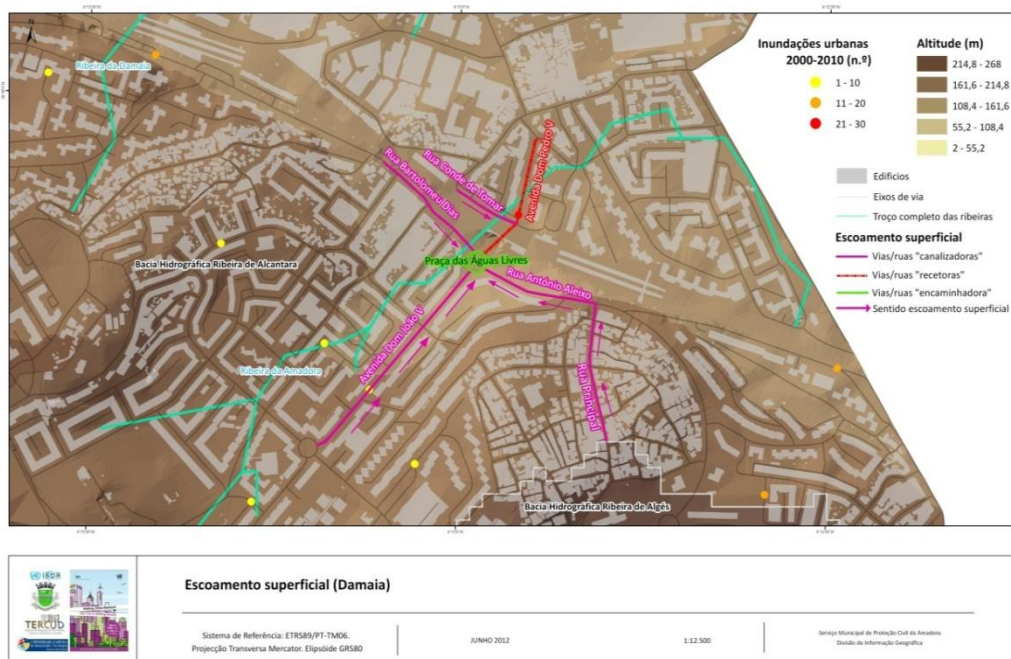 N
Ribeira da Damaia
Rua Conde de Tomar
Rua Bartolomeu Dias
Avenida Dom Pedro V
Praça das Águas Livres
Bacia Hidrográfica Ribeira de Alcantara
Rua António Aleixo
Avenida Dom João V
Ribeira da Amadora
Rua Principal
Bacia Hidrográfica Ribeira de Algés
Inundações urbanas
2000-2010 (n.º)
1 - 10
11 - 20
21 - 30
Altitude (m)
214,8 - 268
161,6 - 214,8
108,4 - 161,6
55,2 - 108,4
2 - 55,2
Edifícios
Eixos de via
Troço completo das ribeiras
Escoamento superficial
Vias/ruas "canalizadoras"
Vias/ruas "recetoras"
Vias/ruas "encaminhadora"
Sentido escoamento superficial
ISDR
TERCUD
Escoamento superficial (Damaia)
Sistema de Referência: ETRS89/PT-TM06.
Projecção Transversa Mercator. Elipsóide GRS80
JUNHO 2012
1:12.500
Serviço Municipal de Proteção Civil da Amadora
Divisão de Informação Geográfica